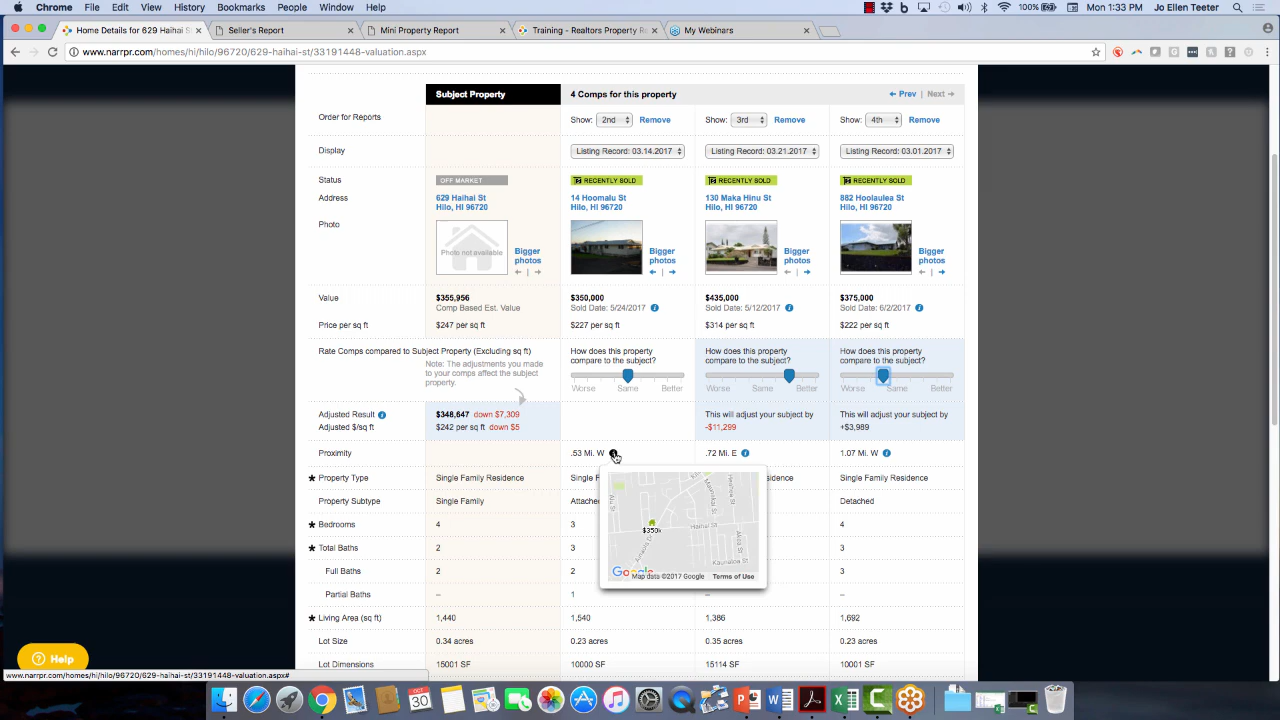 Chrome File Edit View History Bookmarks People Window Help 100% Mon 1:33 PM Jo Ellen Teeter
Home Details for 629 Haihai S
Seller's Report
Mini Property Report
Training - Realtors Property R
My Webinars
www.narrpr.com/homes/hi/hilo/96720/629-haihai-st/33191448-valuation.aspx
Subject Property 4 Comps for this property Prev | Next
Order for Reports Show: 2nd Remove Show: 3rd Remove Show: 4th Remove
Display Listing Record: 03.14.2017 Listing Record: 03.21.2017 Listing Record: 03.01.2017
Status OFF MARKET RECENTLY SOLD RECENTLY SOLD RECENTLY SOLD
Address 629 Haihai St 14 Hoomalu St 130 Maka Hinu St 882 Hoolaulea St
Hilo, HI 96720 Hilo, HI 96720 Hilo, HI 96720 Hilo, HI 96720
Photo
Photo not available
Bigger Bigger Bigger Bigger
photos photos photos photos
Value $355,956 $350,000 $435,000 $375,000
Comp Based Est. Value Sold Date: 5/24/2017 Sold Date: 5/12/2017 Sold Date: 6/2/2017
Price per sq ft $247 per sq ft $227 per sq ft $314 per sq ft $222 per sq ft
Rate Comps compared to Subject Property (Excluding sq ft) How does this property How does this property How does this property
compare to the subject? compare to the subject? compare to the subject?
Note: The adjustments you made
to your comps affect the subject
property.
Worse Same Better Worse Same Better Worse Same Better
Adjusted Result $348,647 down $7,309 This will adjust your subject by This will adjust your subject by
Adjusted $/sq ft $242 per sq ft down $5 -$11,299 +$3,989
Proximity .53 Mi. W .72 Mi. E 1.07 Mi. W
Property Type Single Family Residence Single F sidence Single Family Residence
Property Subtype Single Family Attache Detached
Bedrooms 4 3 4
Total Baths 2 3 3
Full Baths 2 2 3
Partial Baths – 1 – –
Living Area (sq ft) 1,440 1,540 1,386 1,692
Lot Size 0.34 acres 0.23 acres 0.35 acres 0.23 acres
Lot Dimensions 15001 SF 10000 SF 15114 SF 10001 SF
$350k
Haihai St
Kaunaloa St
Google Map data ©2017 Google Terms of Use
Help
www.narrpr.com/homes/hi/hilo/96720/629-haihai-st/33191448-valuation.aspx#
OCT
30